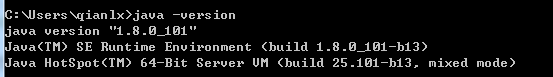 C:\Users\qianlx>java -version
java version "1.8.0_101"
Java(TM) SE Runtime Environment (build 1.8.0_101-b13)
Java HotSpot(TM) 64-Bit Server VM (build 25.101-b13, mixed mode)